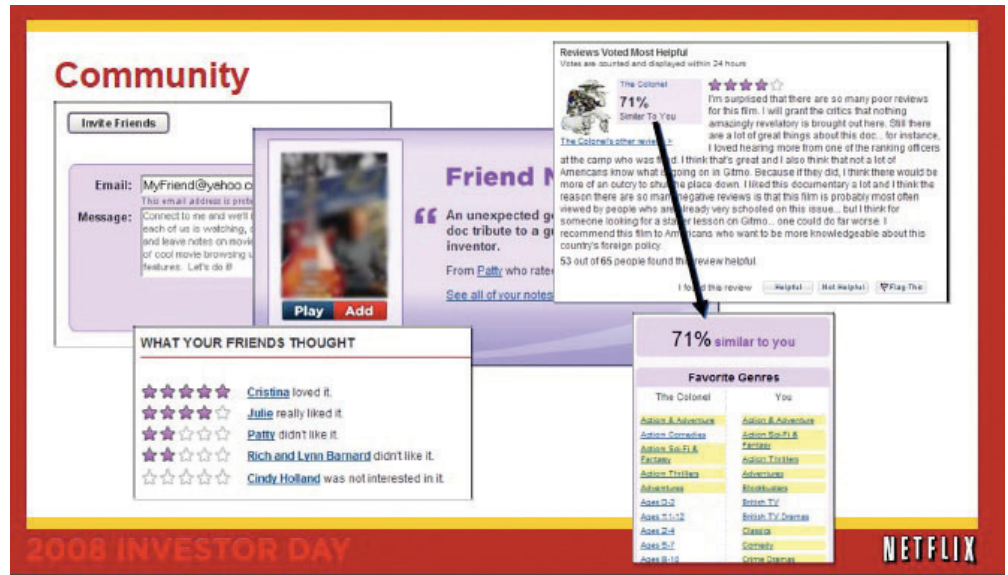 Community
Invite Friends
Email:
MyFriend@yahoo.c
This email address is
Message:
Connect to me and we'll
each of us is watching,
and leave notes on movi
of cool movie browsing
features. Let's do it!
Friend
“ An unexpected
doc tribute to a
inventor.
From Patty who rate
See all of your notes
Play Add
WHAT YOUR FRIENDS THOUGHT
Cristina loved it.
Julie really liked it.
Patty didn't like it.
Rich and Lynn Barnard didn't like it.
Cindy Holland was not interested in it.
Reviews Voted Most Helpful
Votes are counted and displayed within 24 hours
The Colonel
71%
Similar To You
The Colonel's other reviews >
I'm surprised that there are so many poor reviews
for this film. I will grant the critics that nothing
amazingly revelatory is brought out here. Still there
are a lot of great things about this doc... for instance,
I loved hearing more from one of the ranking officers
at the camp who was I think that's great and I also think that not a lot of
Americans know what is going on in Gitmo. Because if they did, I think there would be
more of an outcry to shut the place down. I liked this documentary a lot and I think the
reason there are so many negative reviews is that this film is probably most often
viewed by people who are already very schooled on this issue... but I think for
someone looking for a lesson on Gitmo... one could do far worse. I
recommend this film to Americans who want to be more knowledgeable about this
country's foreign policy.
53 out of 65 people found this review helpful.
I found this review Helpful Not Helpful Flag This
71% similar to you
Favorite Genres
The Colonel You
Action & Adventure Action & Adventure
Action Comedies Action Sci-Fi &
Fantasy
Action Sci-Fi &
Fantasy Action Thrillers
Action Thrillers Adventures
Adventures Blockbusters
Ages 0-2 British TV
Ages 11-12 British TV Dramas
Ages 2-4 Classics
Ages 5-7 Comedy
Ages 8-10 Crime Dramas
2008 INVESTOR DAY
NETFLIX